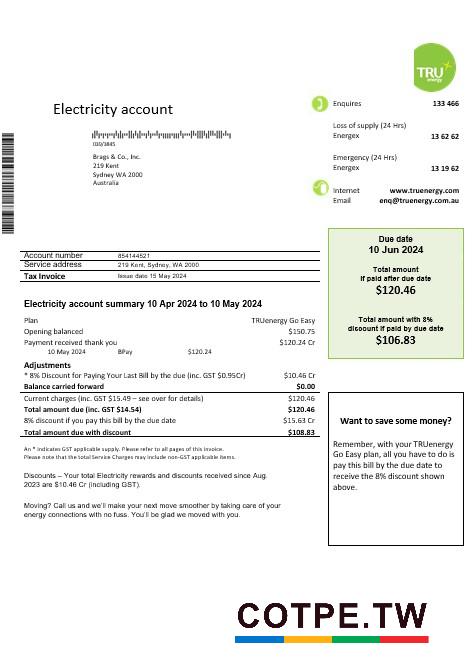 TRU
Electricity account
Enquires 133 466
Loss of supply (24 Hrs)
Energex 13 62 62
Emergency (24 Hrs)
Energex 13 19 62
Internet www.truenergy.com
Email enq@truenergy.com.au
030/3845
Brags & Co., Inc.
219 Kent
Sydney WA 2000
Australia
Due date
10 Jun 2024
Total amount
if paid after due date
$120.46
Total amount with 8%
discount if paid by due date
$106.83
Account number 854144521
Service address 219 Kent, Sydney, WA 2000
Tax Invoice Issue date 15 May 2024
Electricity account summary 10 Apr 2024 to 10 May 2024
Plan TRUenergy Go Easy
Opening balanced $150.75
Payment received thank you $120.24 Cr
10 May 2024 BPay $120.24
Adjustments
* 8% Discount for Paying Your Last Bill by the due (inc. GST $0.95Cr) $10.46 Cr
Balance carried forward $0.00
Current charges (inc. GST $15.49 – see over for details) $120.46
Total amount due (inc. GST $14.54) $120.46
8% discount if you pay this bill by the due date $15.63 Cr
Total amount due with discount $108.83
An * indicates GST applicable supply. Please refer to all pages of this invoice.
Please note that the total Service Charges may include non-GST applicable items.
Discounts – Your total Electricity rewards and discounts received since Aug.
2023 are $10.46 Cr (including GST).
Moving? Call us and we'll make your next move smoother by taking care of your
energy connections with no fuss. You'll be glad we moved with you.
Want to save some money?
Remember, with your TRUenergy
Go Easy plan, all you have to do is
pay this bill by the due date to
receive the 8% discount shown
above.
COTPE.TW